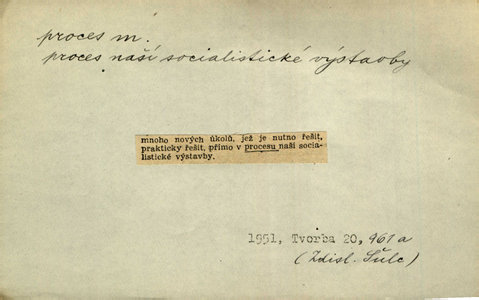 proces m.
proces naší socialistické výstavby
mnoho nových úkolů, jež je nutno řešit,
prakticky řešit, přímo v procesu naší socia-
listické výstavby.
1951, Tvorba 20, 961a
(Zdisl. Šulc)